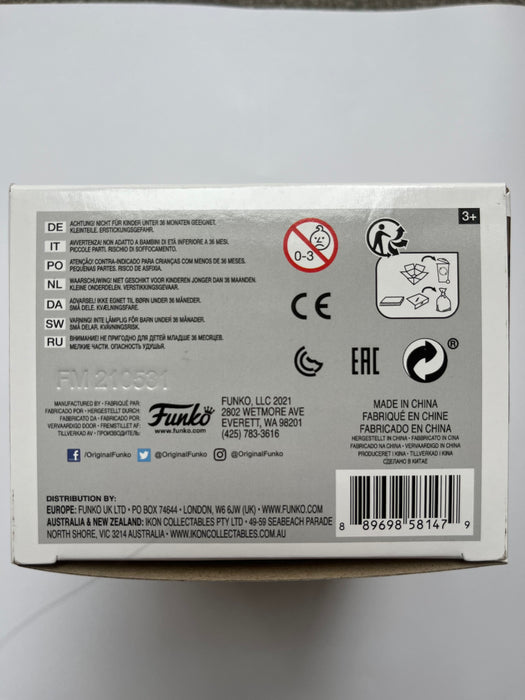 3+
DE ACHTUNG! NICHT FÜR KINDER UNTER 36 MONATEN GEEIGNET.
KLEINTEILE. ERSTICKUNGSGEFAHR.
IT AVVERTENZA! NON ADATTO A BAMBINI DI ETÀ INFERIORE A 36 MESI.
PICCOLE PARTI. RISCHIO DI SOFFOCAMENTO.
PO ATENÇÃO! CONTRA-INDICADO PARA CRIANÇAS COM MENOS DE 36 MESES.
PEQUENAS PARTES. RISCO DE ASFIXIA.
NL WAARSCHUWING! NIET GESCHIKT VOOR KINDEREN JONGER DAN 36 MAANDEN.
KLEINE ONDERDELEN. VERSTIKKINGSGEVAAR.
DA ADVARSEL! IKKE EGNET TIL BØRN UNDER 36 MÅNEDER.
SMÅ DELE. KVÆLNINGSFARE.
SW VARNING! INTE LÄMPLIG FÖR BARN UNDER 36 MÅNADER.
SMÅ DELAR. KVÄVNINGSRISK.
RU ВНИМАНИЕ! НЕ ПРИГОДНО ДЛЯ ДЕТЕЙ МЛАДШЕ 36 МЕСЯЦЕВ.
МЕЛКИЕ ЧАСТИ. ОПАСНОСТЬ УДУШЬЯ.
0-3
CE
EAC
®
FM 210531
MANUFACTURED BY • FABRIQUÉ PAR:
FABRICADO POR • HERGESTELLT DURCH:
FABBRICATO DA • FABRICADO POR:
VERVAARDIGD DOOR • FREMSTILLET AF:
TILLVERKAD AV • ПРОИЗВОДИТЕЛЬ:
Funko
www.funko.com
FUNKO, LLC 2021
2802 WETMORE AVE
EVERETT, WA 98201
(425) 783-3616
MADE IN CHINA
FABRIQUÉ EN CHINE
FABRICADO EN CHINA
HERGESTELLT IN CHINA • FABBRICATO IN CINA
FABRICADO NA CHINA • VERVAARDIGD IN CHINA
PRODUCERET I KINA • TILLVERKAD I KINA
СДЕЛАНО В КИТАЕ
/OriginalFunko @OriginalFunko @OriginalFunko
DISTRIBUTION BY:
EUROPE: FUNKO UK LTD • PO BOX 74644 • LONDON, W6 6JW (UK) • WWW.FUNKO.COM
AUSTRALIA & NEW ZEALAND: IKON COLLECTABLES PTY LTD • 49-59 SEABEACH PARADE
NORTH SHORE, VIC 3214 AUSTRALIA • WWW.IKONCOLLECTABLES.COM.AU
8 89698 58147 9